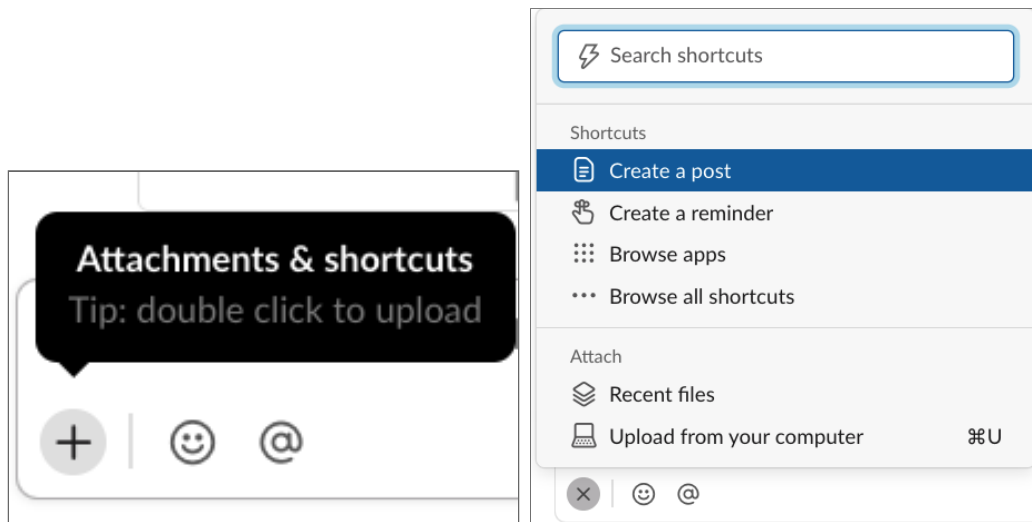 Attachments & shortcuts
Tip: double click to upload
Search shortcuts
Shortcuts
Create a post
Create a reminder
Browse apps
Browse all shortcuts
Attach
Recent files
Upload from your computer ⌘U